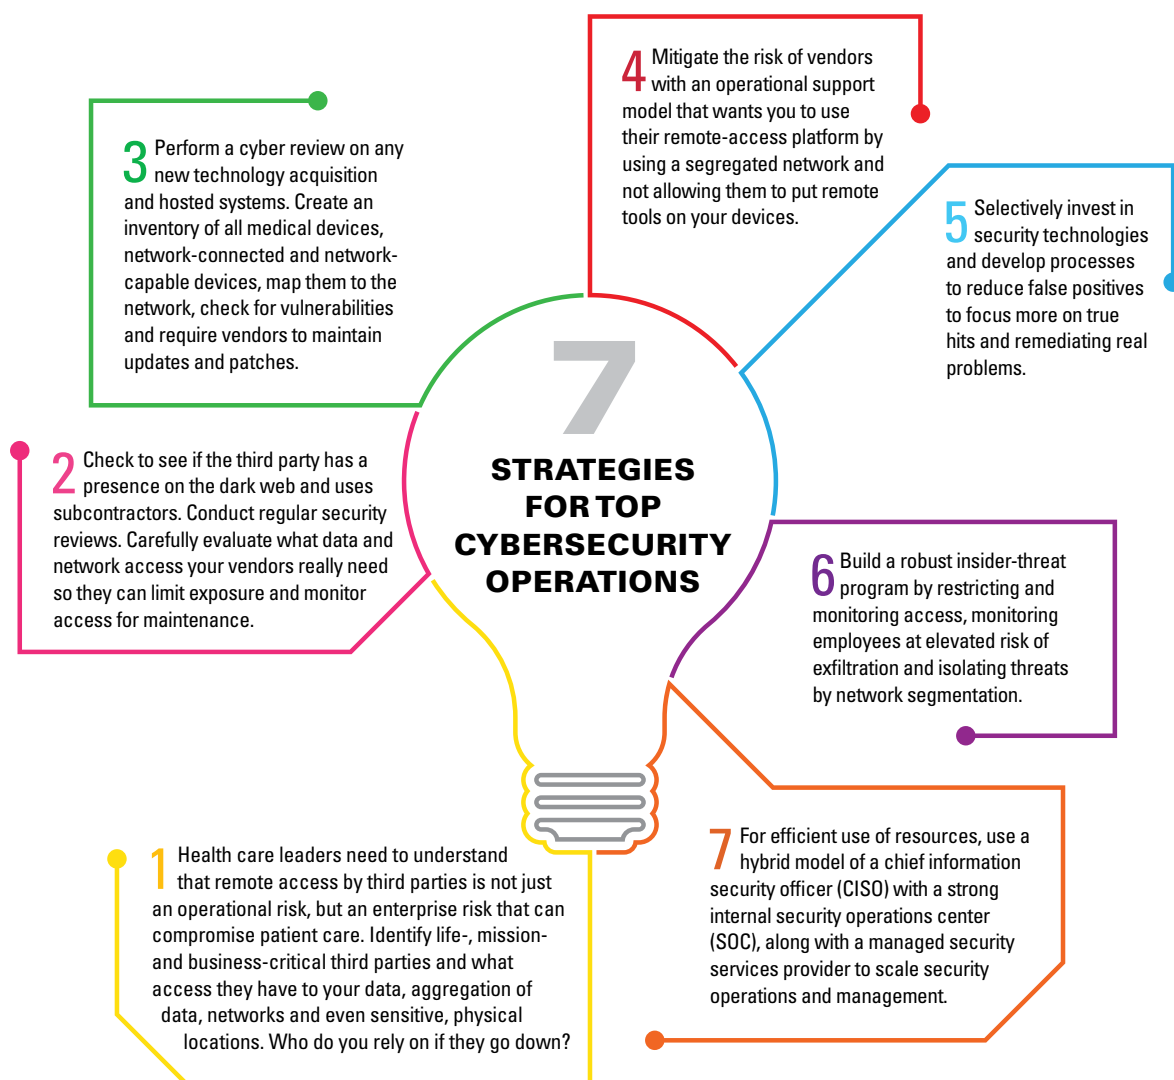 7
STRATEGIES
FOR TOP
CYBERSECURITY
OPERATIONS
1 Health care leaders need to understand
that remote access by third parties is not just
an operational risk, but an enterprise risk that can
compromise patient care. Identify life-, mission-
and business-critical third parties and what
access they have to your data, aggregation of
data, networks and even sensitive, physical
locations. Who do you rely on if they go down?
2 Check to see if the third party has a
presence on the dark web and uses
subcontractors. Conduct regular security
reviews. Carefully evaluate what data and
network access your vendors really need
so they can limit exposure and monitor
access for maintenance.
3 Perform a cyber review on any
new technology acquisition
and hosted systems. Create an
inventory of all medical devices,
network-connected and network-
capable devices, map them to the
network, check for vulnerabilities
and require vendors to maintain
updates and patches.
4 Mitigate the risk of vendors
with an operational support
model that wants you to use
their remote-access platform by
using a segregated network and
not allowing them to put remote
tools on your devices.
5 Selectively invest in
security technologies
and develop processes
to reduce false positives
to focus more on true
hits and remediating real
problems.
6 Build a robust insider-threat
program by restricting and
monitoring access, monitoring
employees at elevated risk of
exfiltration and isolating threats
by network segmentation.
7 For efficient use of resources, use a
hybrid model of a chief information
security officer (CISO) with a strong
internal security operations center
(SOC), along with a managed security
services provider to scale security
operations and management.